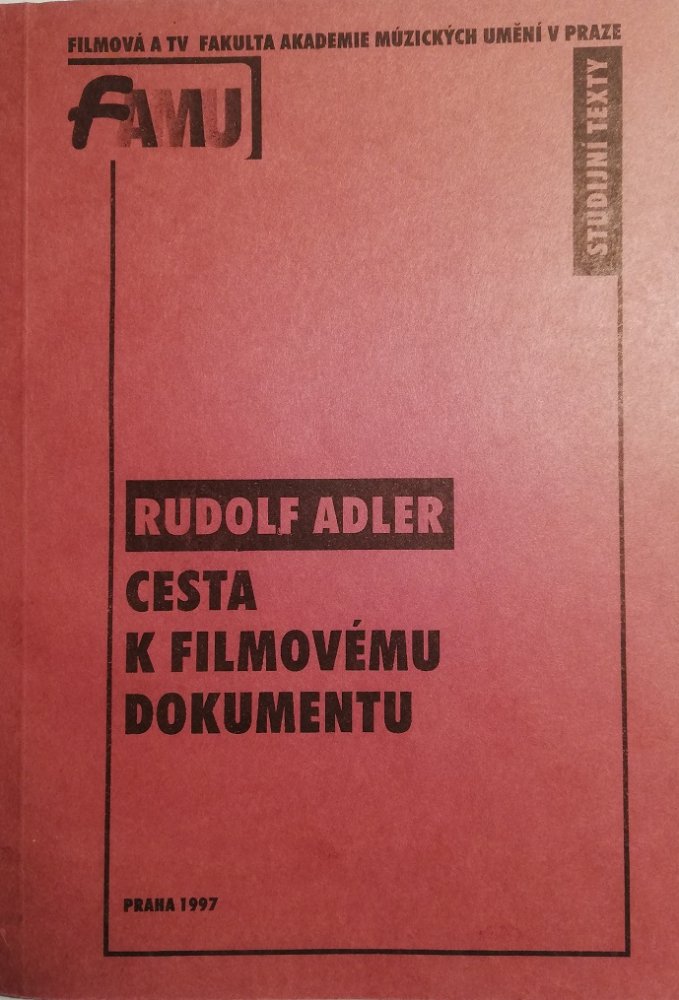 FILMOVÁ A TV FAKULTA AKADEMIE MÚZICKÝCH UMĚNÍ V PRAZE
FAMU
STUDIJNÍ TEXTY
RUDOLF ADLER
CESTA
K FILMOVÉMU
DOKUMENTU
PRAHA 1997